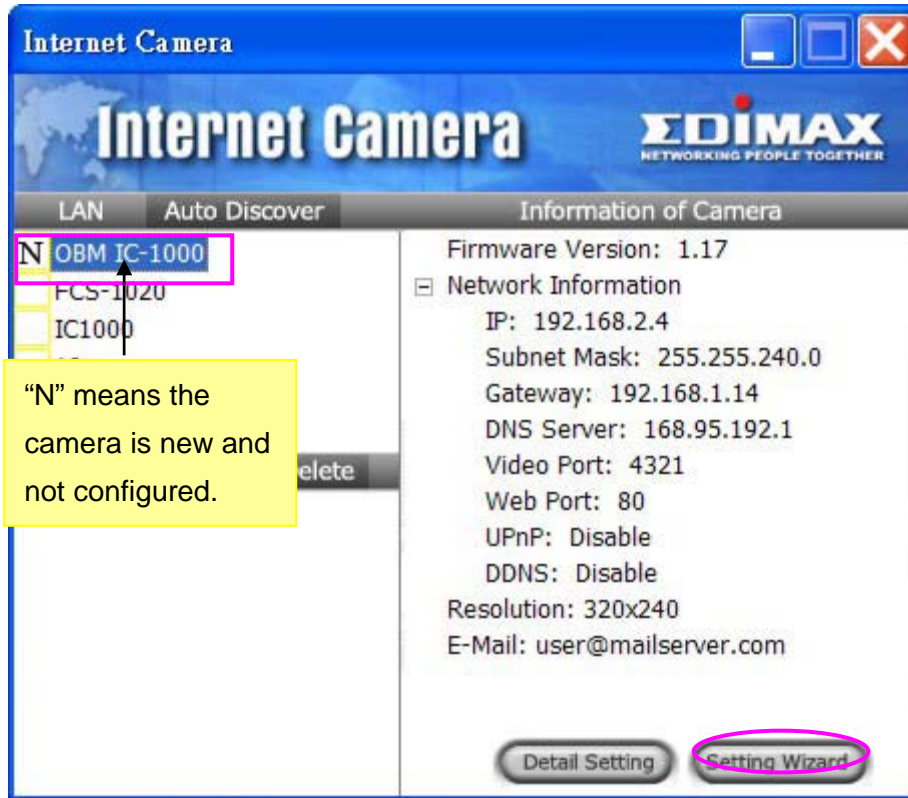 Internet Camera
Internet Camera
EDIMAX
NETWORKING PEOPLE TOGETHER
LAN Auto Discover
Information of Camera
N OBM IC-1000
FCS-1020
IC1000
“N” means the
camera is new and
not configured.
elete
Firmware Version: 1.17
Network Information
IP: 192.168.2.4
Subnet Mask: 255.255.240.0
Gateway: 192.168.1.14
DNS Server: 168.95.192.1
Video Port: 4321
Web Port: 80
UPnP: Disable
DDNS: Disable
Resolution: 320x240
E-Mail: user@mailserver.com
Detail Setting Setting Wizard